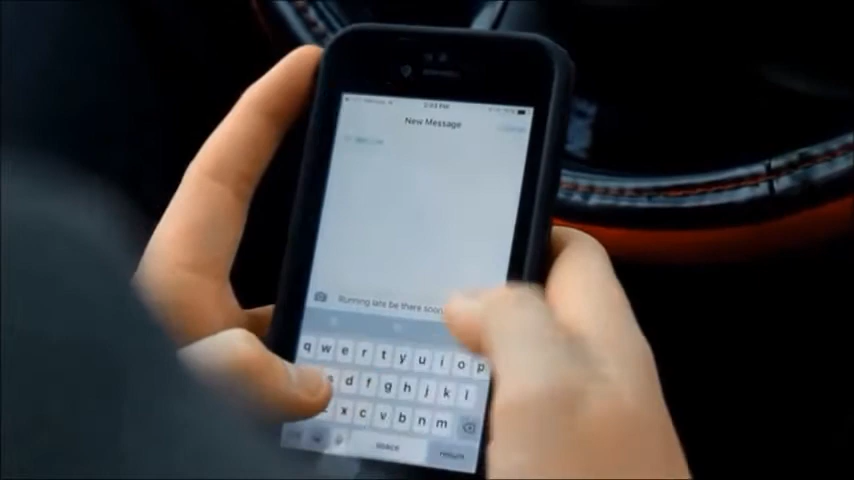 New Message
Running late be there soon
q w e r t y u i o p
s d f g h j k l
z x c v b n m
space
return